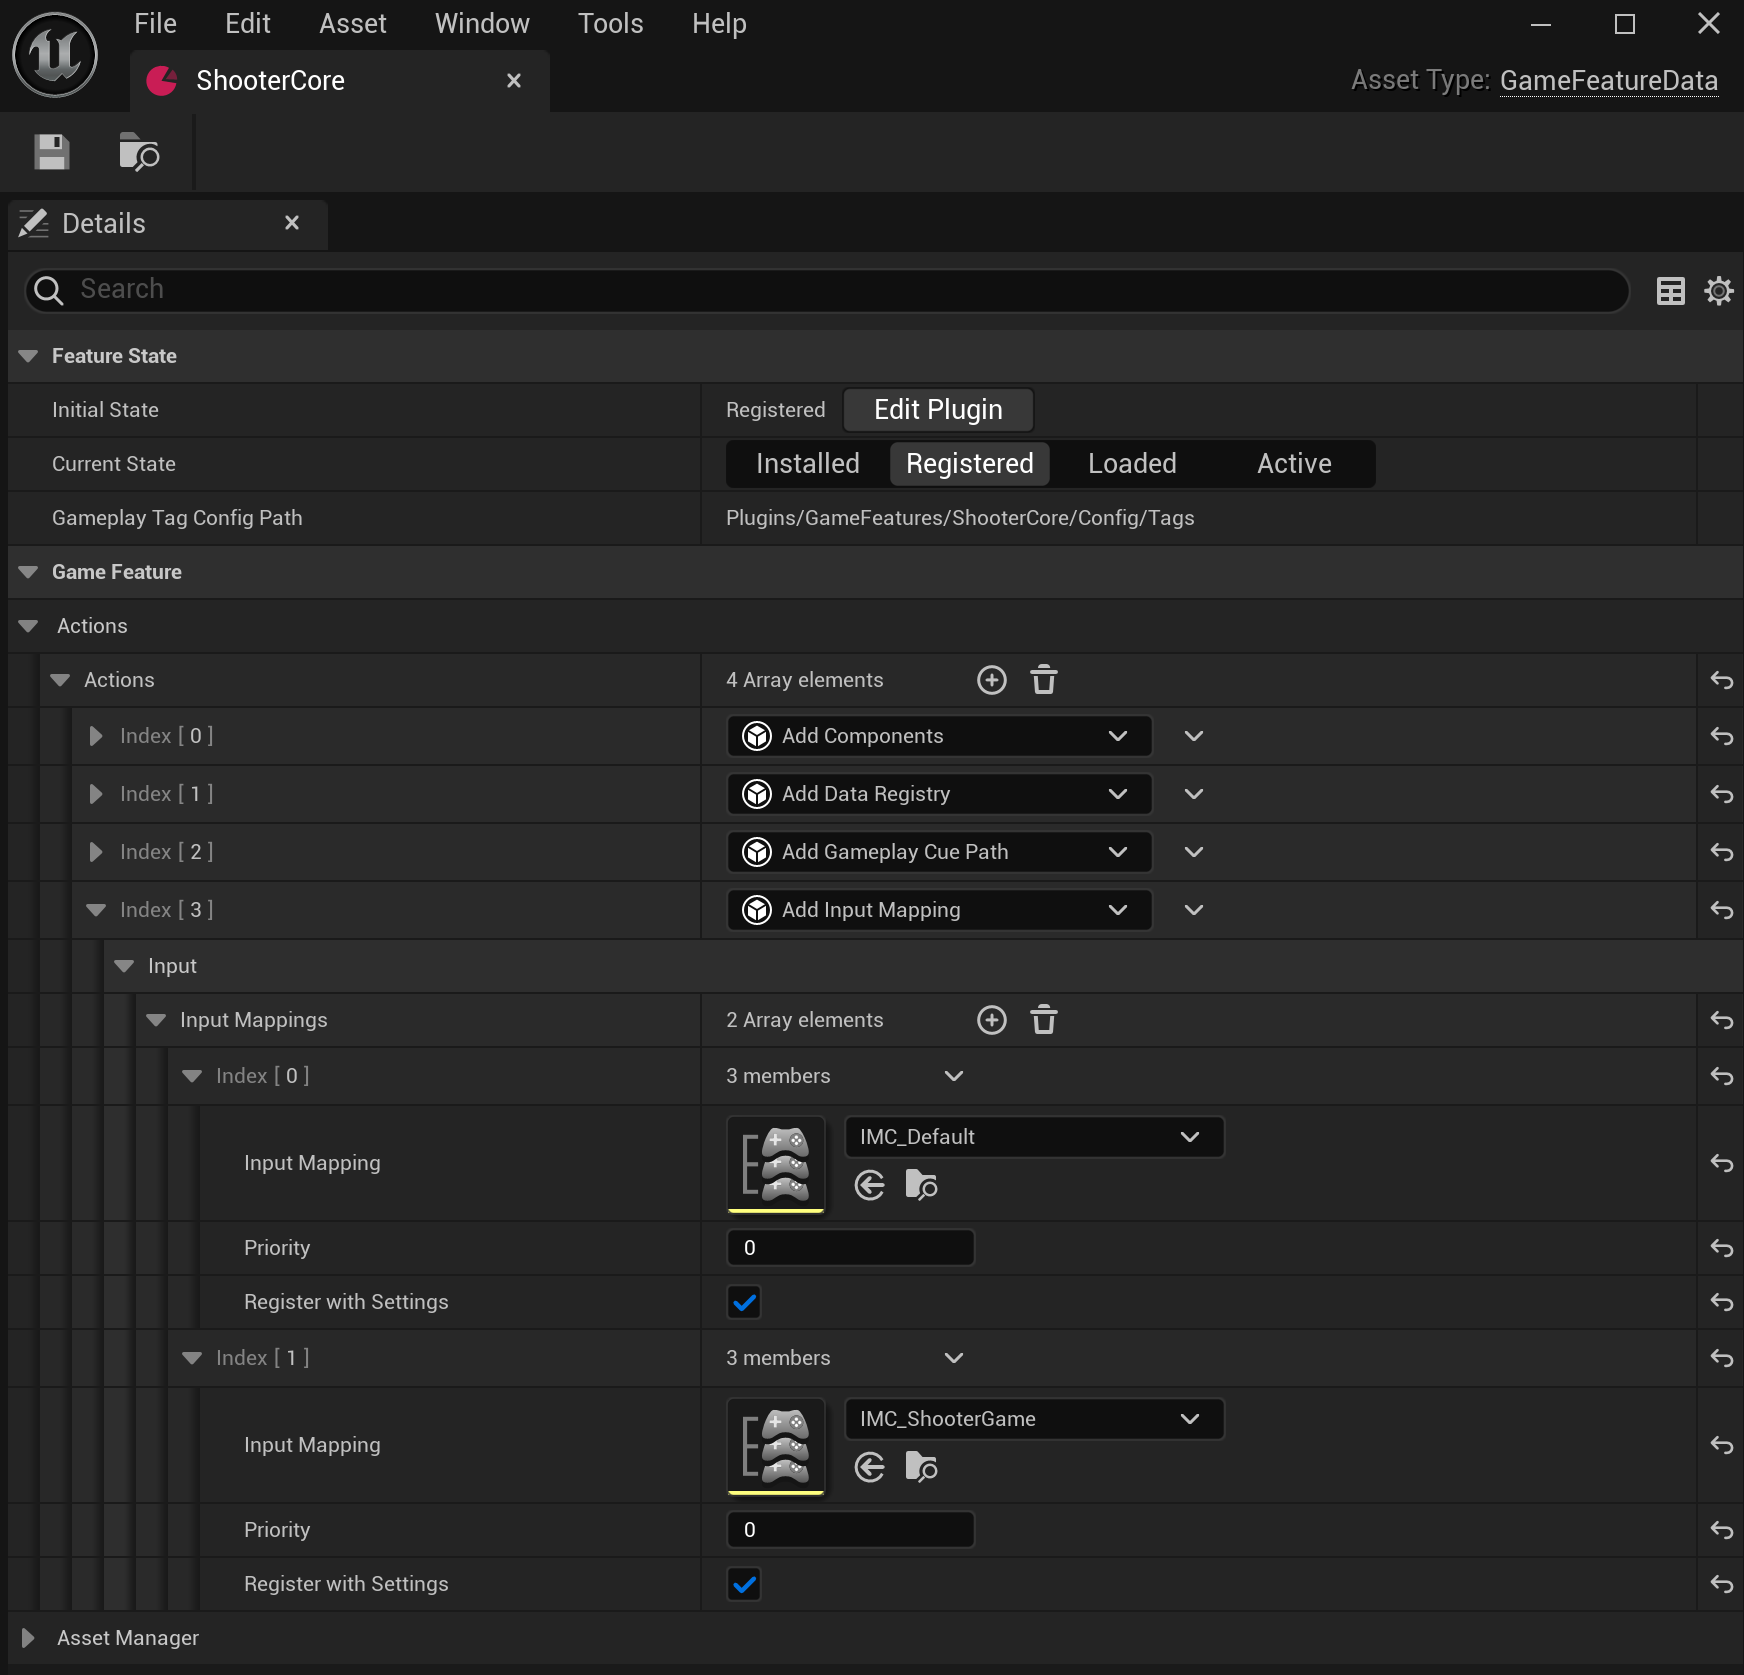 File Edit Asset Window Tools Help
ShooterCore
Asset Type: GameFeatureData
Details
Search
Feature State
Initial State Registered Edit Plugin
Current State Installed Registered Loaded Active
Gameplay Tag Config Path Plugins/GameFeatures/ShooterCore/Config/Tags
Game Feature
Actions
Actions 4 Array elements
Index [ 0 ] Add Components
Index [ 1 ] Add Data Registry
Index [ 2 ] Add Gameplay Cue Path
Index [ 3 ] Add Input Mapping
Input
Input Mappings 2 Array elements
Index [ 0 ] 3 members
Input Mapping IMC_Default
Priority 0
Register with Settings
Index [ 1 ] 3 members
Input Mapping IMC_ShooterGame
Priority 0
Register with Settings
Asset Manager